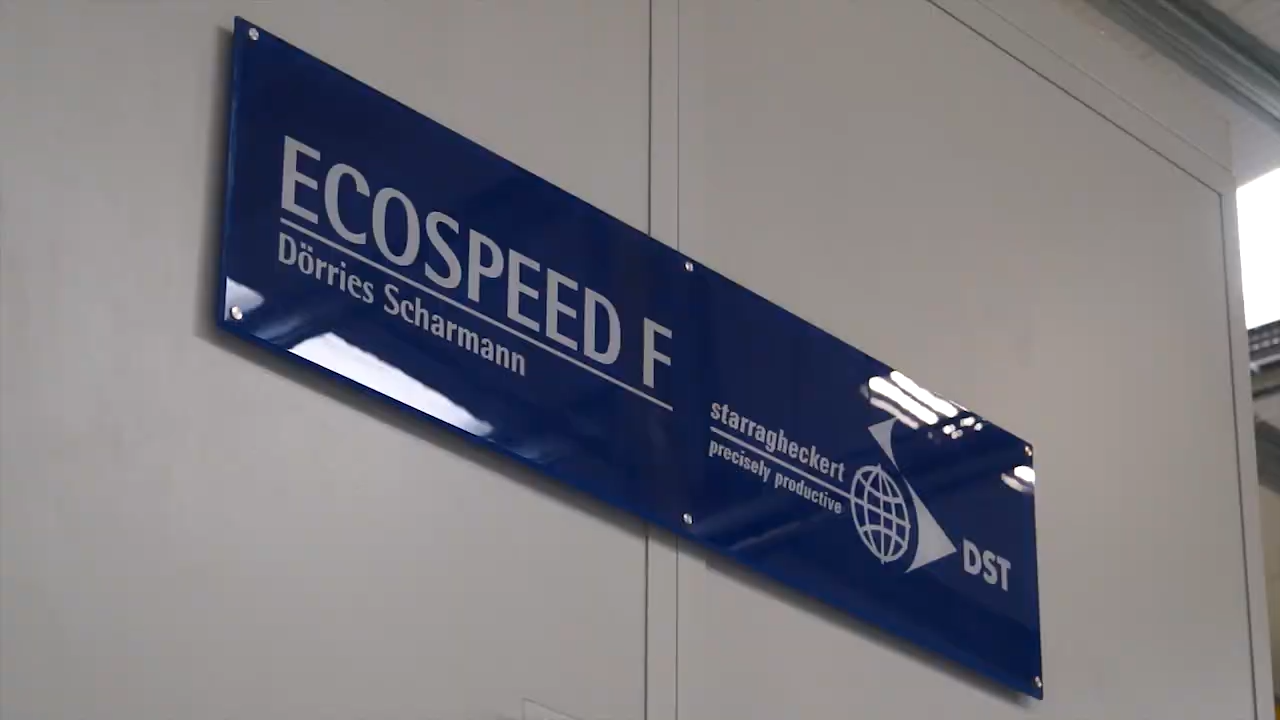 ECOSPEED F
Dörries Scharmann
starragheckert
precisely productive
DST